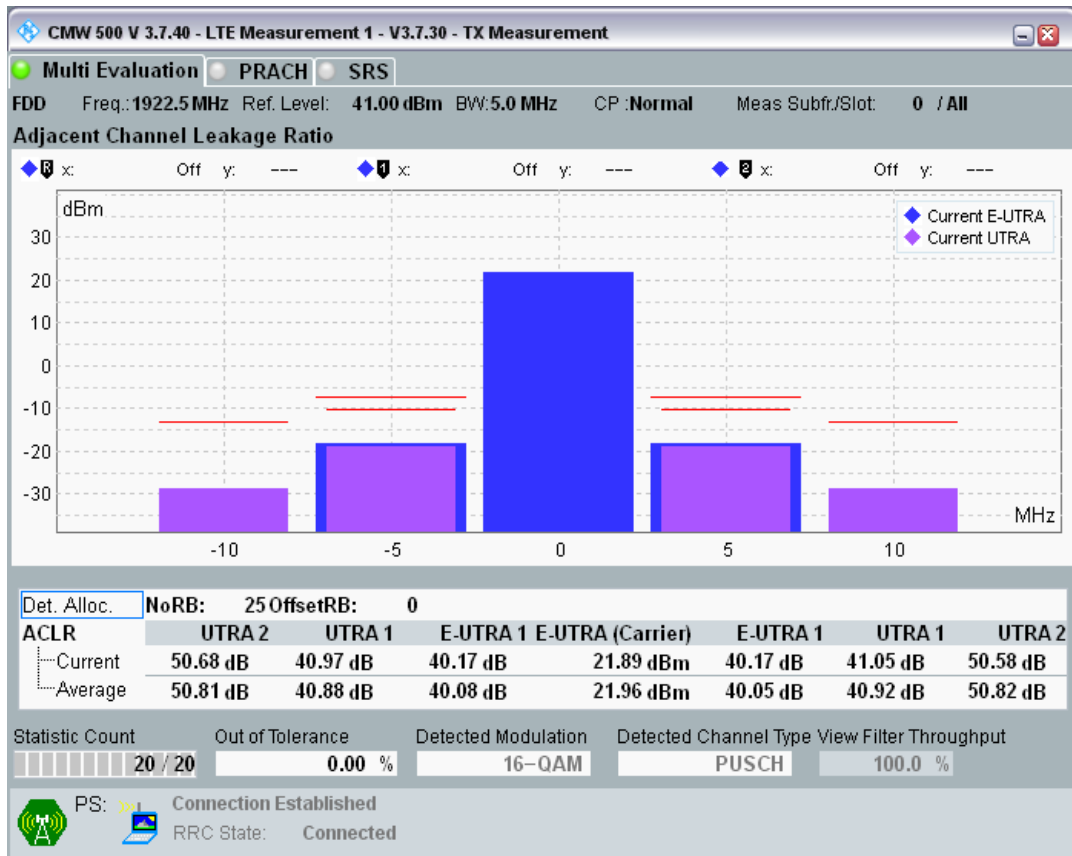 CMW 500 V 3.7.40 - LTE Measurement 1 - V3.7.30 - TX Measurement
Multi Evaluation PRACH SRS
FDD Freq.:1922.5 MHz Ref. Level: 41.00 dBm BW:5.0 MHz CP :Normal Meas Subfr./Slot: 0 / All
Adjacent Channel Leakage Ratio
R x: Off y: --- 1 x: Off y: --- 2 x: Off y: ---
dBm
Current E-UTRA
Current UTRA
30
20
10
0
-10
-20
-30
MHz
-10 -5 0 5 10
Det. Alloc. NoRB: 25 OffsetRB: 0
ACLR UTRA 2 UTRA 1 E-UTRA 1 E-UTRA (Carrier) E-UTRA 1 UTRA 1 UTRA 2
Current 50.68 dB 40.97 dB 40.17 dB 21.89 dBm 40.17 dB 41.05 dB 50.58 dB
Average 50.81 dB 40.88 dB 40.08 dB 21.96 dBm 40.05 dB 40.92 dB 50.82 dB
Statistic Count Out of Tolerance Detected Modulation Detected Channel Type View Filter Throughput
20 / 20 0.00 % 16-QAM PUSCH 100.0 %
PS: Connection Established
RRC State: Connected